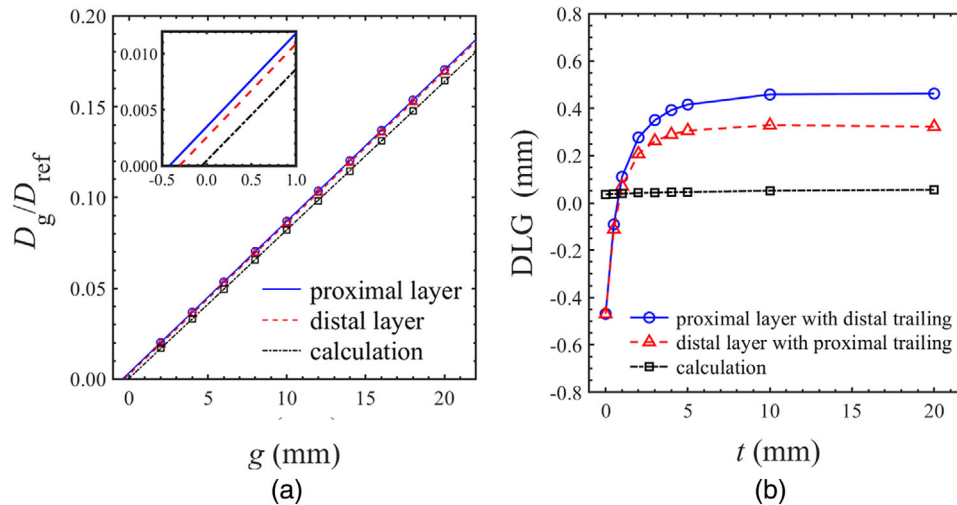 0.20
0.15
0.10
0.05
0.00
0.010
0.005
0.000
-0.5 0.0 0.5 1.0
proximal layer
distal layer
calculation
0 5 10 15 20
D_g/D_ref
g (mm)
(a)
0.8
0.6
0.4
0.2
0.0
-0.2
-0.4
-0.6
-0.8
DLG (mm)
proximal layer with distal trailing
distal layer with proximal trailing
calculation
0 5 10 15 20
t (mm)
(b)